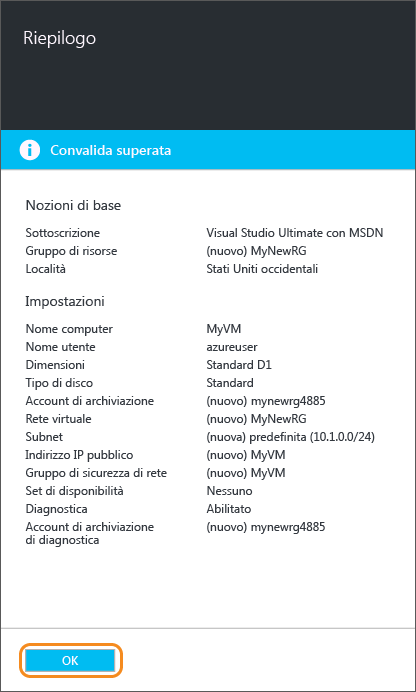 Riepilogo
Convalida superata
Nozioni di base
Sottoscrizione Visual Studio Ultimate con MSDN
Gruppo di risorse (nuovo) MyNewRG
Località Stati Uniti occidentali
Impostazioni
Nome computer MyVM
Nome utente azureuser
Dimensioni Standard D1
Tipo di disco Standard
Account di archiviazione (nuovo) mynewrg4885
Rete virtuale (nuovo) MyNewRG
Subnet (nuova) predefinita (10.1.0.0/24)
Indirizzo IP pubblico (nuovo) MyVM
Gruppo di sicurezza di rete (nuovo) MyVM
Set di disponibilità Nessuno
Diagnostica Abilitato
Account di archiviazione (nuovo) mynewrg4885
di diagnostica
OK